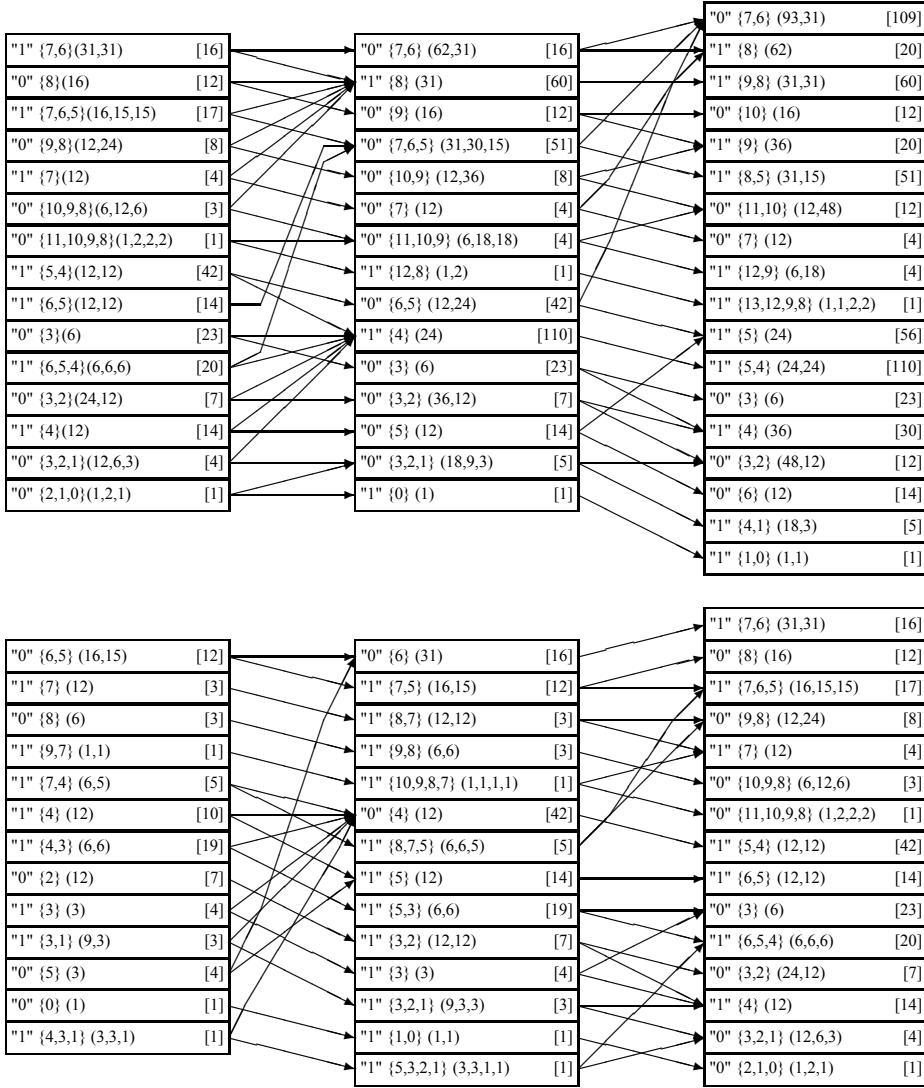 "1" {7,6}(31,31) [16]
"0" {8}(16) [12]
"1" {7,6,5}(16,15,15) [17]
"0" {9,8}(12,24) [8]
"1" {7}(12) [4]
"0" {10,9,8}(6,12,6) [3]
"0" {11,10,9,8}(1,2,2,2) [1]
"1" {5,4}(12,12) [42]
"1" {6,5}(12,12) [14]
"0" {3}(6) [23]
"1" {6,5,4}(6,6,6) [20]
"0" {3,2}(24,12) [7]
"1" {4}(12) [14]
"0" {3,2,1}(12,6,3) [4]
"0" {2,1,0}(1,2,1) [1]
"0" {7,6} (62,31) [16]
"1" {8} (31) [60]
"0" {9} (16) [12]
"0" {7,6,5} (31,30,15) [51]
"0" {10,9} (12,36) [8]
"0" {7} (12) [4]
"0" {11,10,9} (6,18,18) [4]
"1" {12,8} (1,2) [1]
"0" {6,5} (12,24) [42]
"1" {4} (24) [110]
"0" {3} (6) [23]
"0" {3,2} (36,12) [7]
"0" {5} (12) [14]
"0" {3,2,1} (18,9,3) [5]
"1" {0} (1) [1]
"0" {7,6} (93,31) [109]
"1" {8} (62) [20]
"1" {9,8} (31,31) [60]
"0" {10} (16) [12]
"1" {9} (36) [20]
"1" {8,5} (31,15) [51]
"0" {11,10} (12,48) [12]
"0" {7} (12) [4]
"1" {12,9} (6,18) [4]
"1" {13,12,9,8} (1,1,2,2) [1]
"1" {5} (24) [56]
"1" {5,4} (24,24) [110]
"0" {3} (6) [23]
"1" {4} (36) [30]
"0" {3,2} (48,12) [12]
"0" {6} (12) [14]
"1" {4,1} (18,3) [5]
"1" {1,0} (1,1) [1]
"0" {6,5} (16,15) [12]
"1" {7} (12) [3]
"0" {8} (6) [3]
"1" {9,7} (1,1) [1]
"1" {7,4} (6,5) [5]
"1" {4} (12) [10]
"1" {4,3} (6,6) [19]
"0" {2} (12) [7]
"1" {3} (3) [4]
"1" {3,1} (9,3) [3]
"0" {5} (3) [4]
"0" {0} (1) [1]
"1" {4,3,1} (3,3,1) [1]
"0" {6} (31) [16]
"1" {7,5} (16,15) [12]
"1" {8,7} (12,12) [3]
"1" {9,8} (6,6) [3]
"1" {10,9,8,7} (1,1,1,1) [1]
"0" {4} (12) [42]
"1" {8,7,5} (6,6,5) [5]
"1" {5} (12) [14]
"1" {5,3} (6,6) [19]
"1" {3,2} (12,12) [7]
"1" {3} (3) [4]
"1" {3,2,1} (9,3,3) [3]
"1" {1,0} (1,1) [1]
"1" {5,3,2,1} (3,3,1,1) [1]
"1" {7,6} (31,31) [16]
"0" {8} (16) [12]
"1" {7,6,5} (16,15,15) [17]
"0" {9,8} (12,24) [8]
"1" {7} (12) [4]
"0" {10,9,8} (6,12,6) [3]
"0" {11,10,9,8} (1,2,2,2) [1]
"1" {5,4} (12,12) [42]
"1" {6,5} (12,12) [14]
"0" {3} (6) [23]
"1" {6,5,4} (6,6,6) [20]
"0" {3,2} (24,12) [7]
"1" {4} (12) [14]
"0" {3,2,1} (12,6,3) [4]
"0" {2,1,0} (1,2,1) [1]